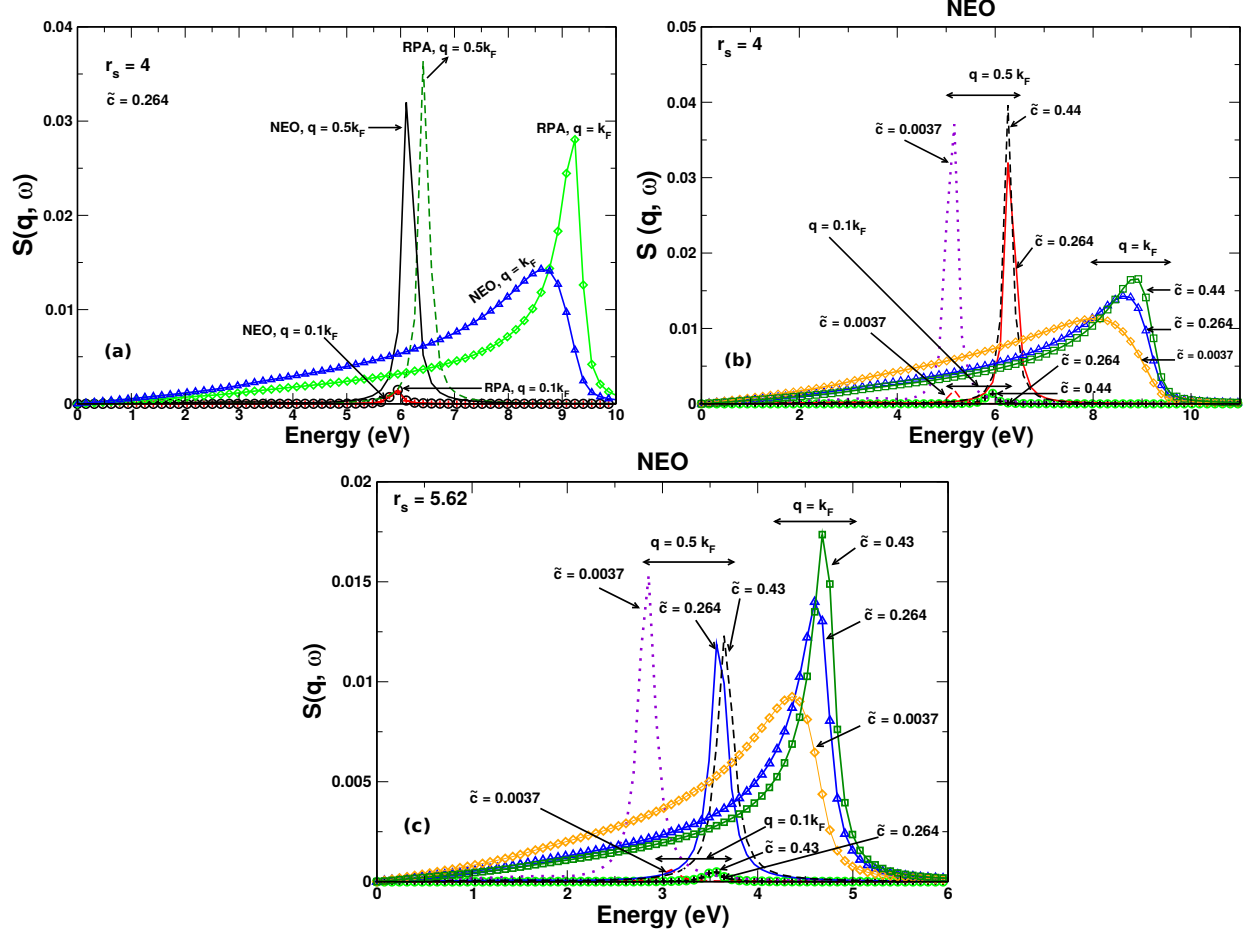 NEO
0.04
0.03
0.02
0.01
0
S(q, ω)
r_s = 4
c̃ = 0.264
RPA, q = 0.5k_F
NEO, q = 0.5k_F
RPA, q = k_F
NEO, q = k_F
NEO, q = 0.1k_F
RPA, q = 0.1k_F
(a)
0 1 2 3 4 5 6 7 8 9 10
Energy (eV)
0.05
0.04
0.03
0.02
0.01
0
S (q, ω)
r_s = 4
q = 0.5 k_F
c̃ = 0.44
c̃ = 0.0037
q = 0.1k_F
c̃ = 0.264
q = k_F
c̃ = 0.44
c̃ = 0.0037
c̃ = 0.264
c̃ = 0.0037
c̃ = 0.264
c̃ = 0.44
(b)
0 2 4 6 8 10
Energy (eV)
NEO
0.02
0.015
0.01
0.005
0
S(q, ω)
r_s = 5.62
q = k_F
q = 0.5 k_F
c̃ = 0.43
c̃ = 0.0037
c̃ = 0.43
c̃ = 0.264
c̃ = 0.264
c̃ = 0.0037
c̃ = 0.0037
q = 0.1k_F
c̃ = 0.264
c̃ = 0.43
(c)
0 1 2 3 4 5 6
Energy (eV)